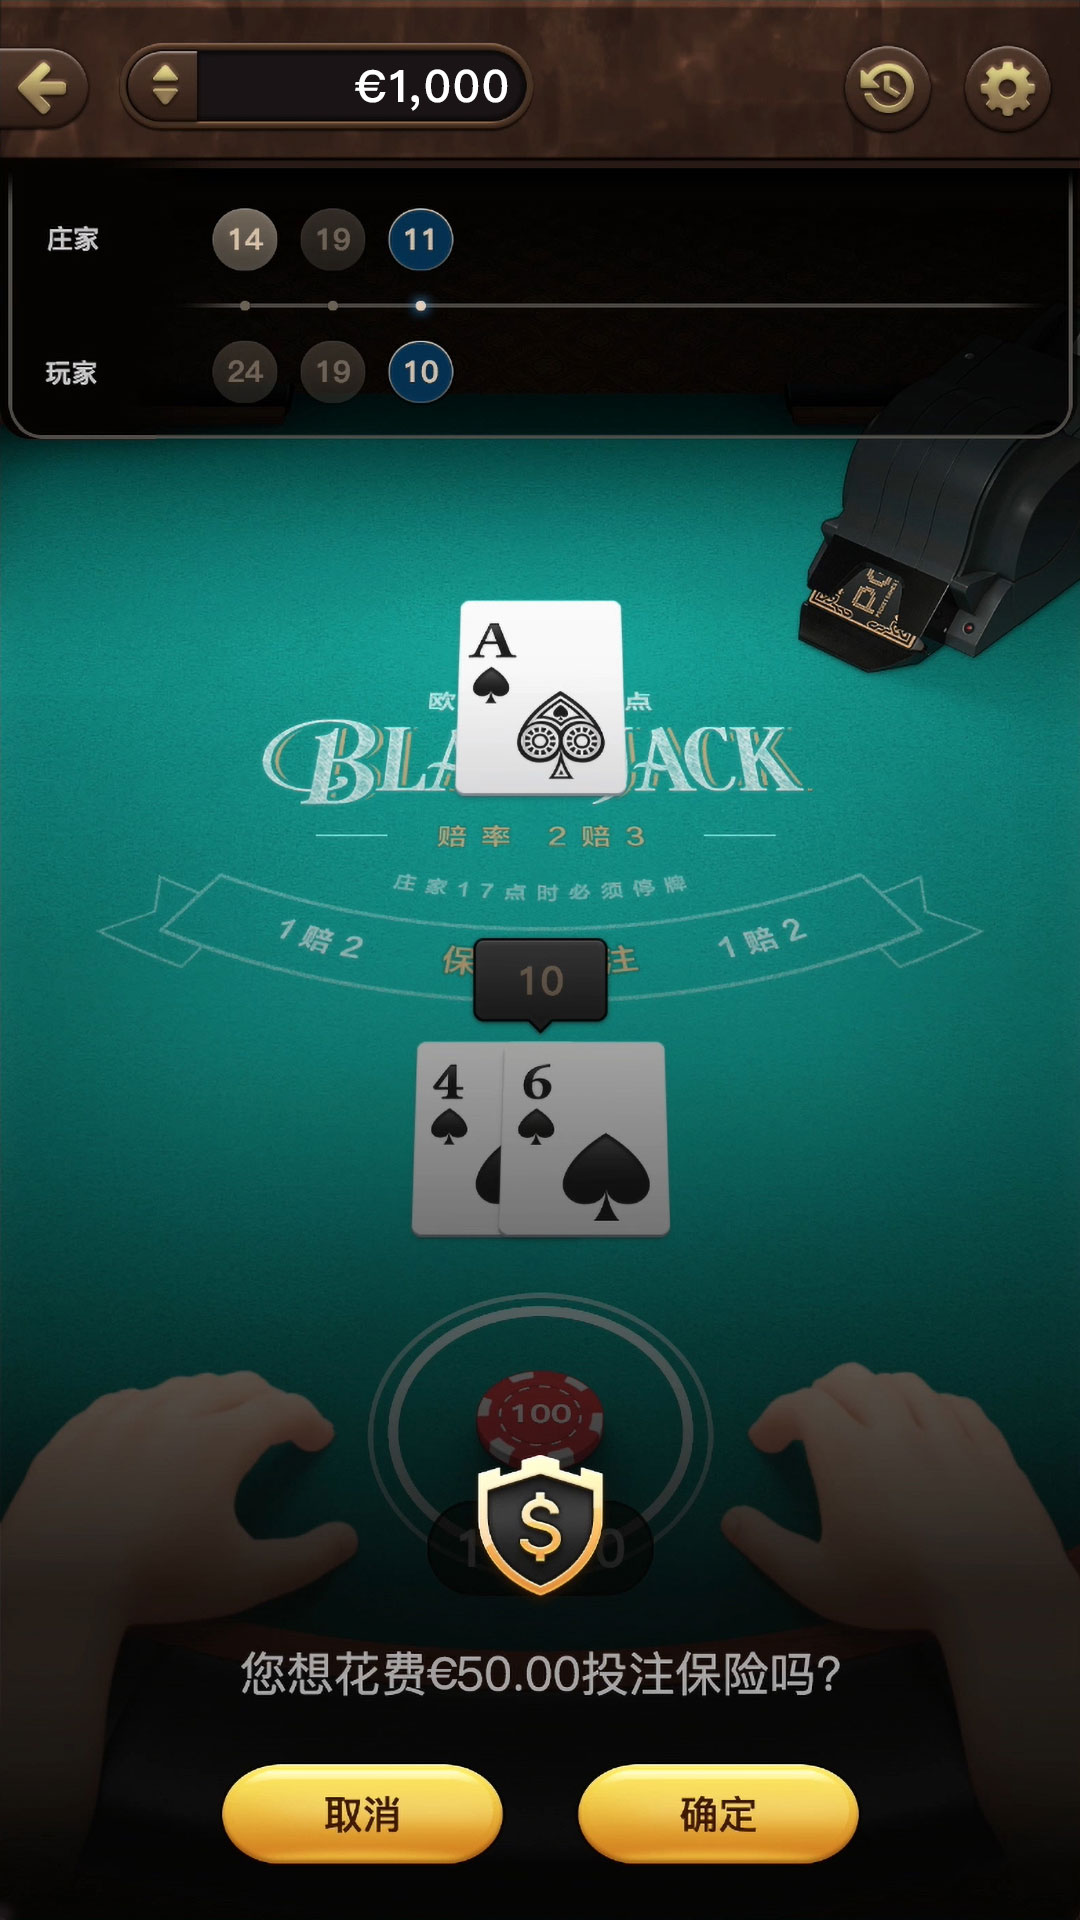 €1,000
庄家 14 19 11
玩家 24 19 10
A
欧 点
BLA JACK
赔率 2赔3
庄家17点时必须停牌
1赔2 保 注 1赔2
10
4 6
100
$
您想花费€50.00投注保险吗?
取消 确定